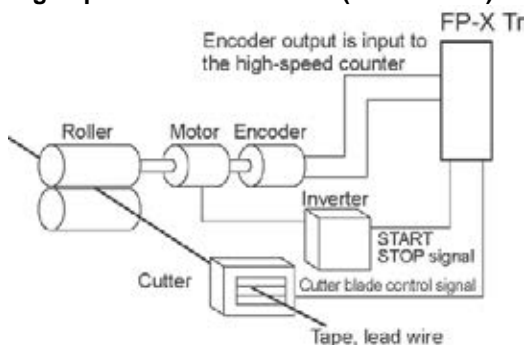 FP-X Tr
Encoder output is input to
the high-speed counter
Roller
Motor
Encoder
Inverter
START
STOP signal
Cutter
Cutter blade control signal
Tape, lead wire